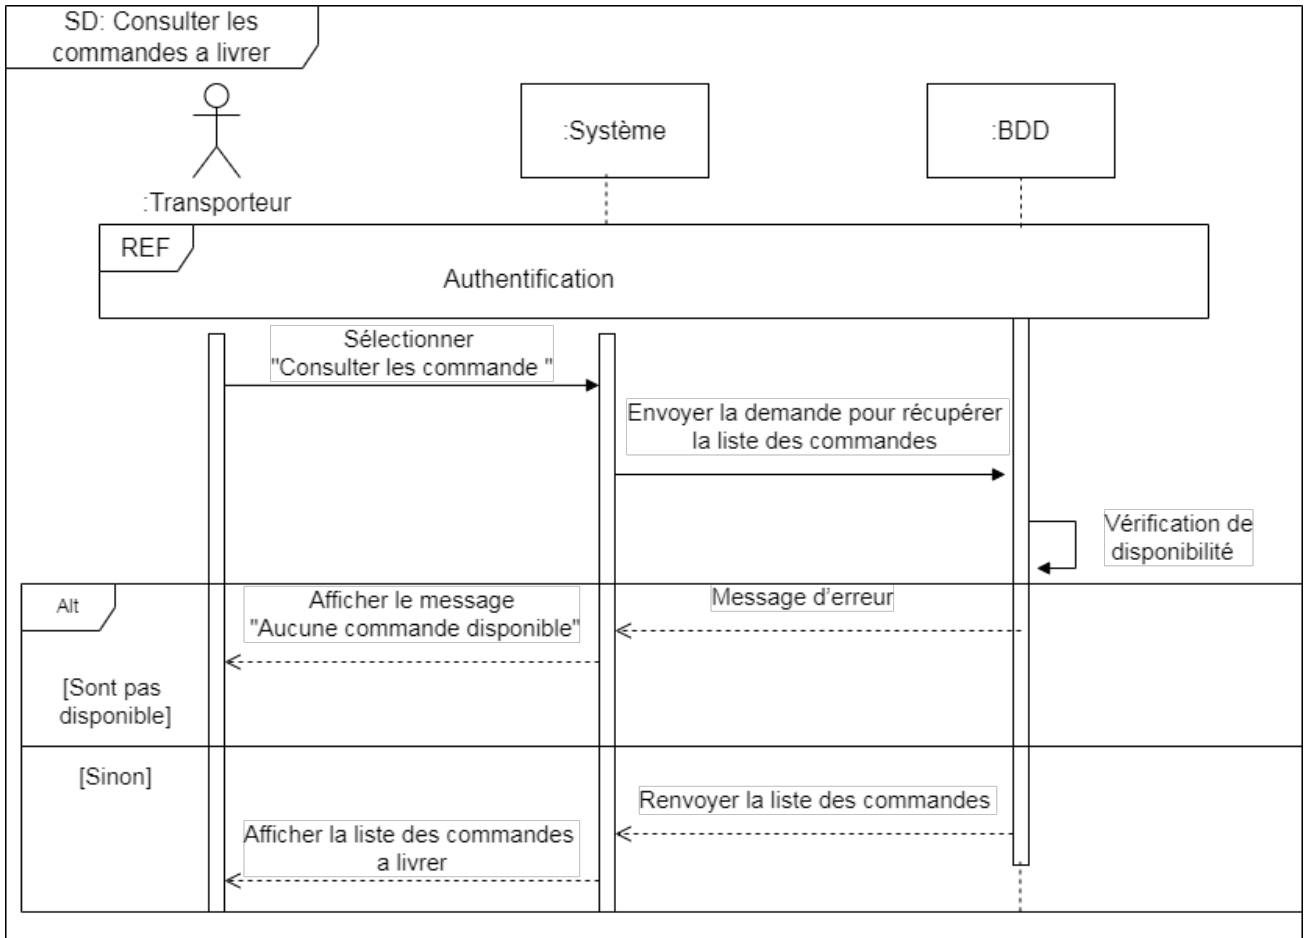 SD: Consulter les
commandes a livrer
:Transporteur
:Système
:BDD
REF
Authentification
Sélectionner
"Consulter les commande "
Envoyer la demande pour récupérer
la liste des commandes
Vérification de
disponibilité
Alt
Afficher le message
"Aucune commande disponible"
Message d'erreur
[Sont pas
disponible]
[Sinon]
Renvoyer la liste des commandes
Afficher la liste des commandes
a livrer